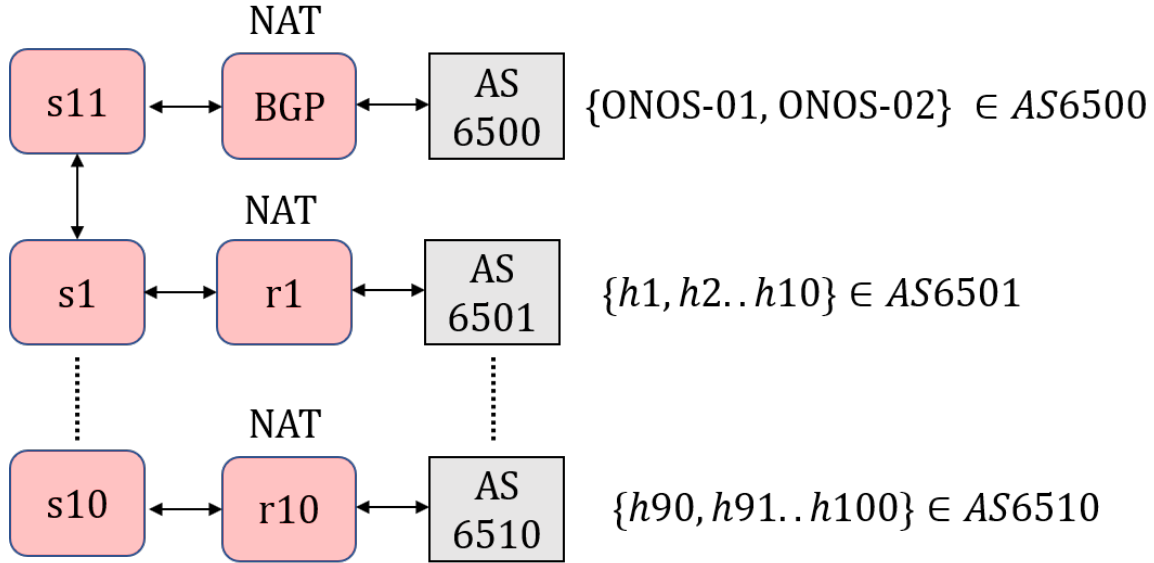 NAT
s11
BGP
AS
6500
{ONOS-01, ONOS-02} ∈ AS6500
NAT
s1
r1
AS
6501
{h1, h2. . h10} ∈ AS6501
NAT
s10
r10
AS
6510
{h90, h91. . h100} ∈ AS6510